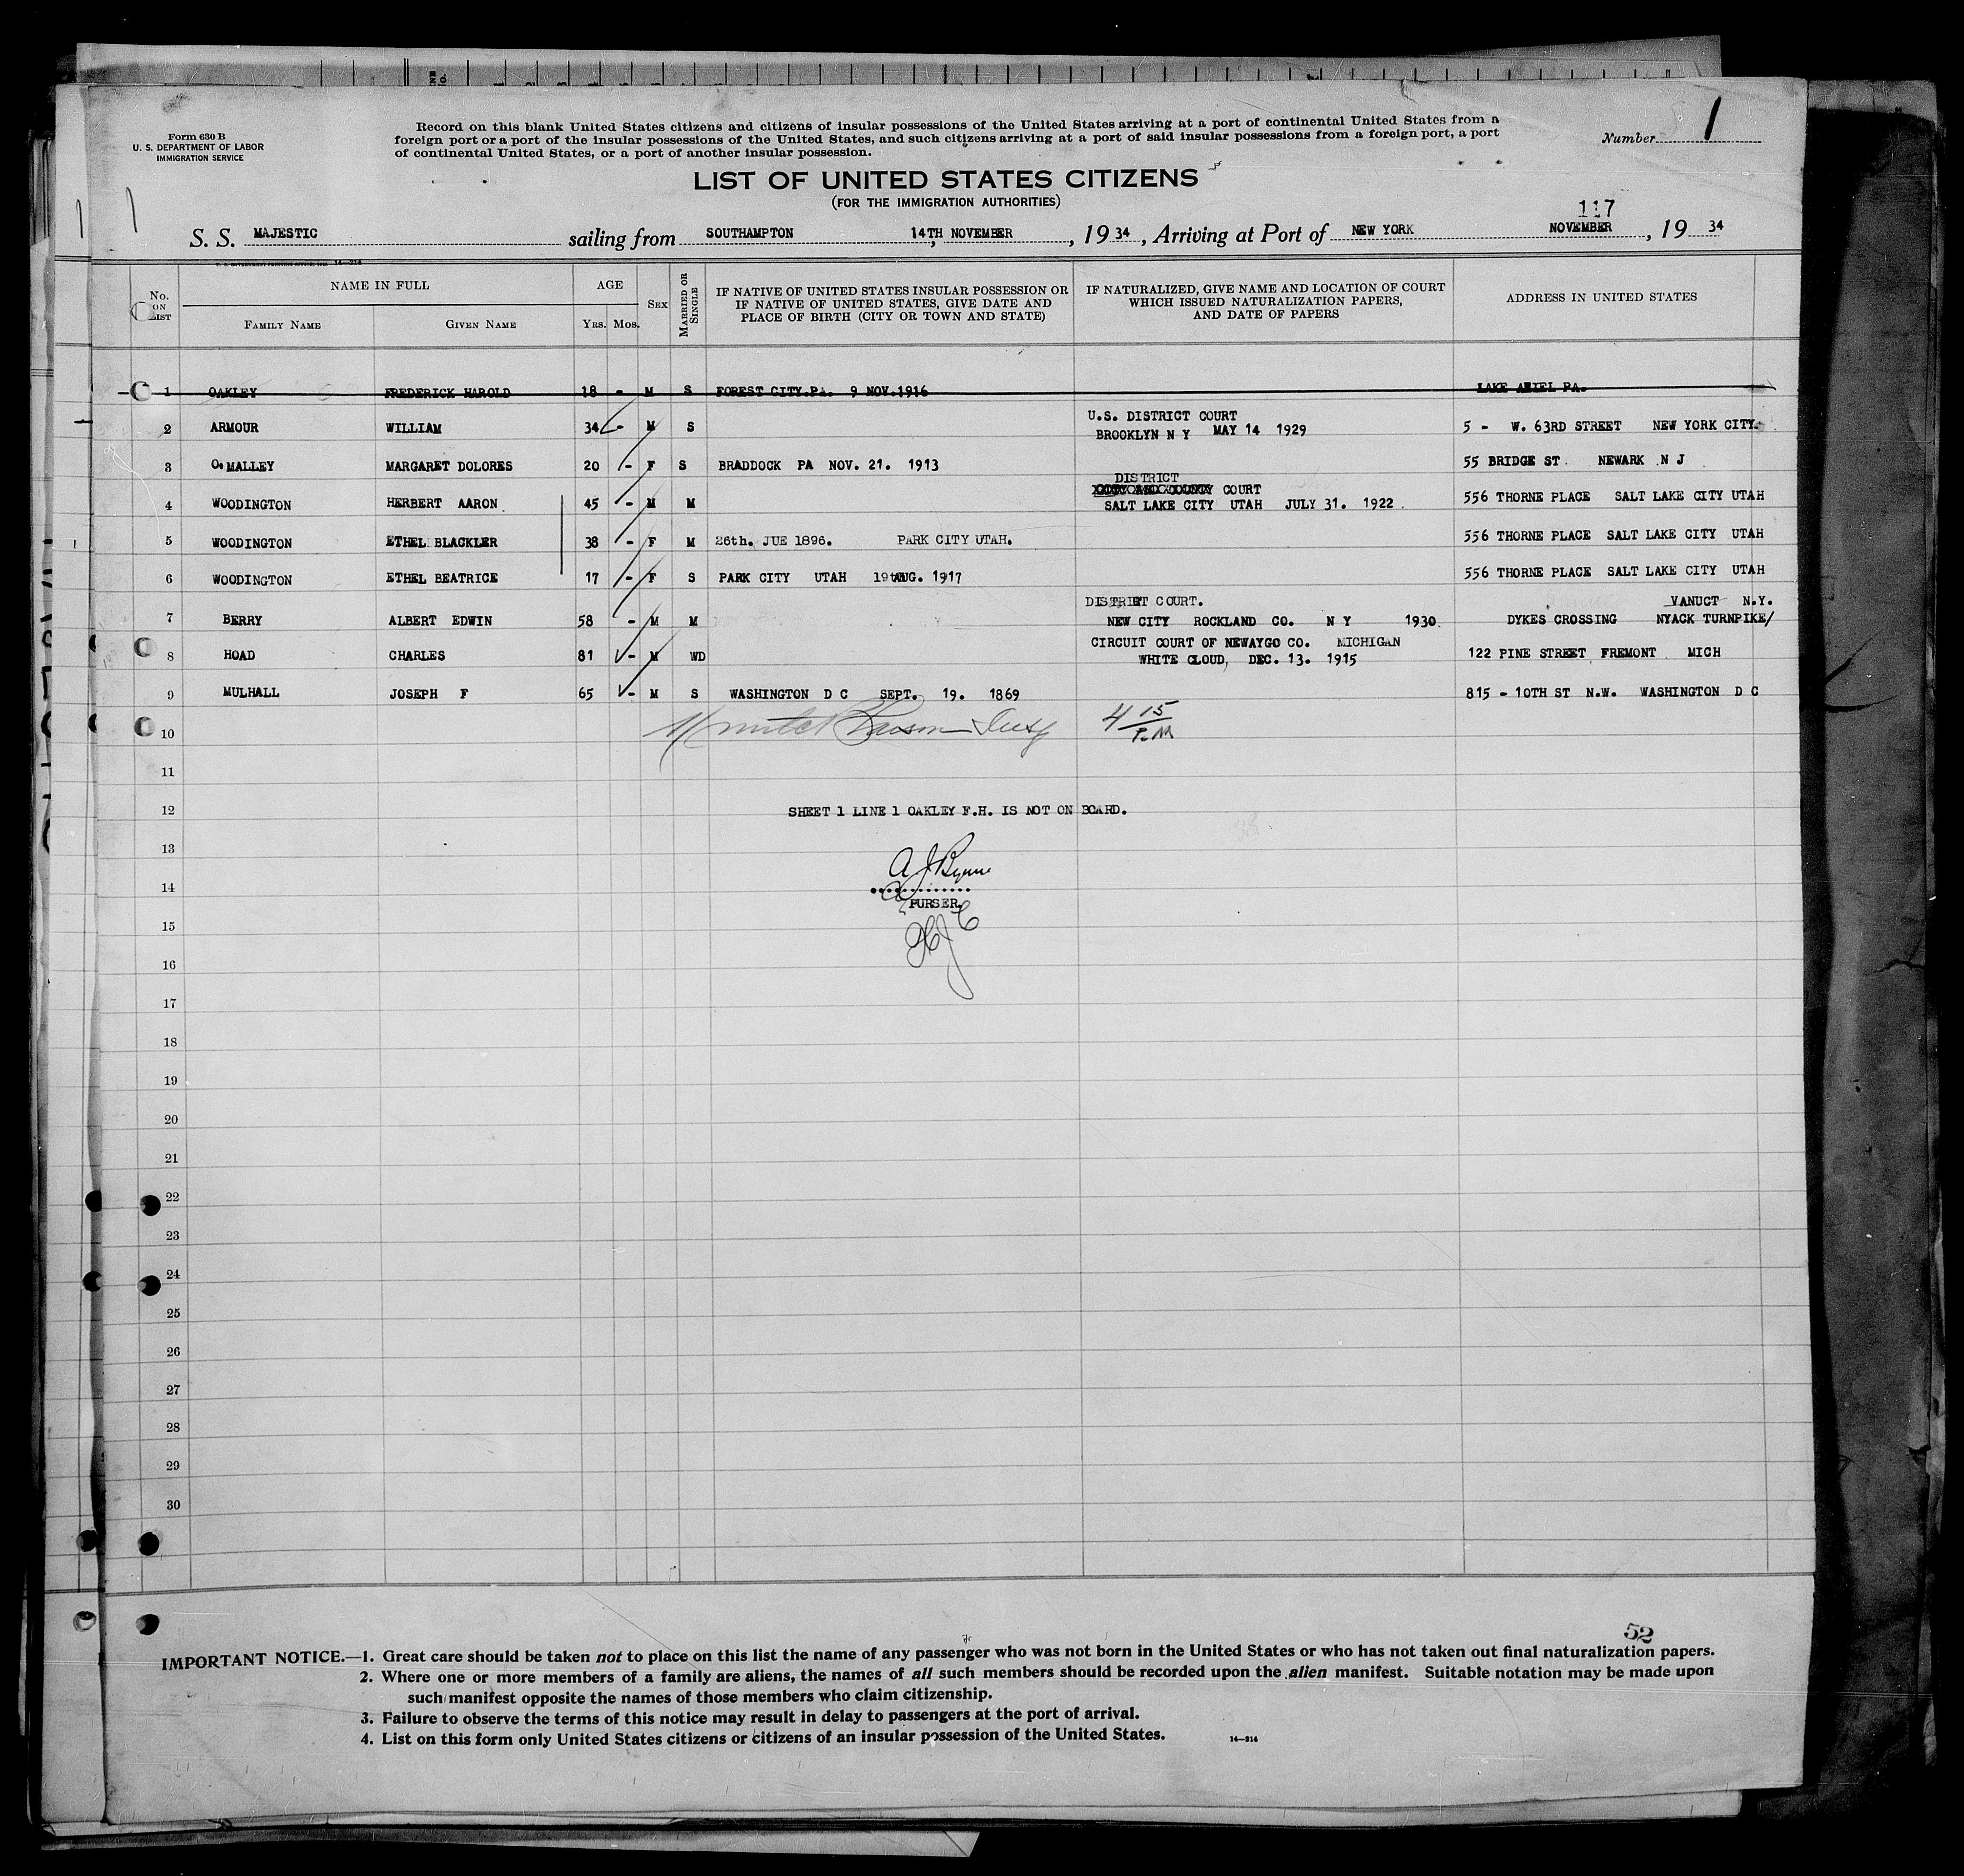 Form 630 B
U. S. DEPARTMENT OF LABOR
IMMIGRATION SERVICE
Record on this blank United States citizens and citizens of insular possessions of the United States arriving at a port of continental United States from a
foreign port or a port of the insular possessions of the United States, and such citizens arriving at a port of said insular possessions from a foreign port, a port
of continental United States, or a port of another insular possession.
Number 1
LIST OF UNITED STATES CITIZENS
(FOR THE IMMIGRATION AUTHORITIES)
S. S. MAJESTIC sailing from SOUTHAMPTON 14TH NOVEMBER, 19 34, Arriving at Port of NEW YORK 117 NOVEMBER, 19 34
No. ON LIST
NAME IN FULL
FAMILY NAME
GIVEN NAME
AGE
YRS. MOS.
SEX
MARRIED OR SINGLE
IF NATIVE OF UNITED STATES INSULAR POSSESSION OR
IF NATIVE OF UNITED STATES, GIVE DATE AND
PLACE OF BIRTH (CITY OR TOWN AND STATE)
IF NATURALIZED, GIVE NAME AND LOCATION OF COURT
WHICH ISSUED NATURALIZATION PAPERS,
AND DATE OF PAPERS
ADDRESS IN UNITED STATES
1 OAKLEY FREDERICK HAROLD 18 - M S FOREST CITY.PA. 9 NOV.1916 LAKE ARIEL PA.
2 ARMOUR WILLIAM 34 - M S U.S. DISTRICT COURT
BROOKLYN N Y MAY 14 1929 5 - W. 63RD STREET NEW YORK CITY.
3 O.MALLEY MARGARET DOLORES 20 - F S BRADDOCK PA NOV. 21. 1913 55 BRIDGE ST. NEWARK N J
4 WOODINGTON HERBERT AARON 45 - M M DISTRICT
COURT
SALT LAKE CITY UTAH JULY 31. 1922 556 THORNE PLACE SALT LAKE CITY UTAH
5 WOODINGTON ETHEL BLACKLER 38 - F M 26th. JUE 1896. PARK CITY UTAH. 556 THORNE PLACE SALT LAKE CITY UTAH
6 WOODINGTON ETHEL BEATRICE 17 - F S PARK CITY UTAH 19thAUG. 1917 556 THORNE PLACE SALT LAKE CITY UTAH
7 BERRY ALBERT EDWIN 58 - M M DISTRICT COURT.
NEW CITY ROCKLAND CO. N Y 1930. VANUCT N.Y.
DYKES CROSSING NYACK TURNPIKE/
8 HOAD CHARLES 81 - M WD CIRCUIT COURT OF NEWAYGO CO. MICHIGAN
WHITE CLOUD, DEC. 13. 1915 122 PINE STREET FREMONT MICH
9 MULHALL JOSEPH F 65 - M S WASHINGTON D C SEPT. 19. 1869 815 - 10TH ST N.W. WASHINGTON D C
10 4 15
P.M
11
12 SHEET 1 LINE 1 OAKLEY F.H. IS NOT ON BOARD.
13 A J Byrne
14
PURSER.
15
16
17
18
19
20
21
22
23
24
25
26
27
28
29
30
52
IMPORTANT NOTICE.—1. Great care should be taken not to place on this list the name of any passenger who was not born in the United States or who has not taken out final naturalization papers.
2. Where one or more members of a family are aliens, the names of all such members should be recorded upon the alien manifest. Suitable notation may be made upon
such manifest opposite the names of those members who claim citizenship.
3. Failure to observe the terms of this notice may result in delay to passengers at the port of arrival.
4. List on this form only United States citizens or citizens of an insular possession of the United States.
14—314